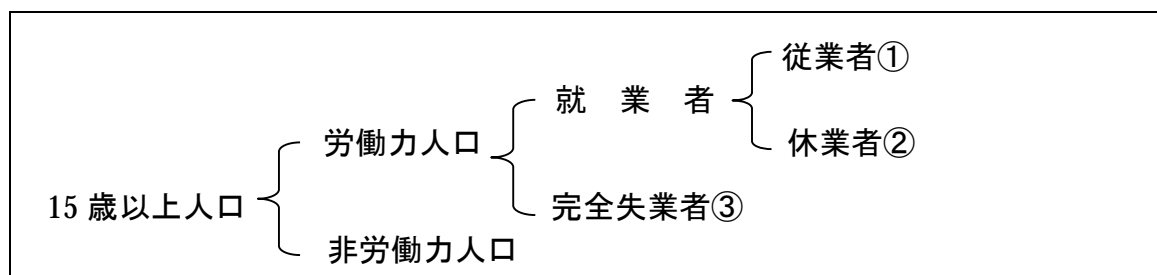 従業者①
就 業 者
休業者②
労働力人口
完全失業者③
15 歳以上人口
非労働力人口